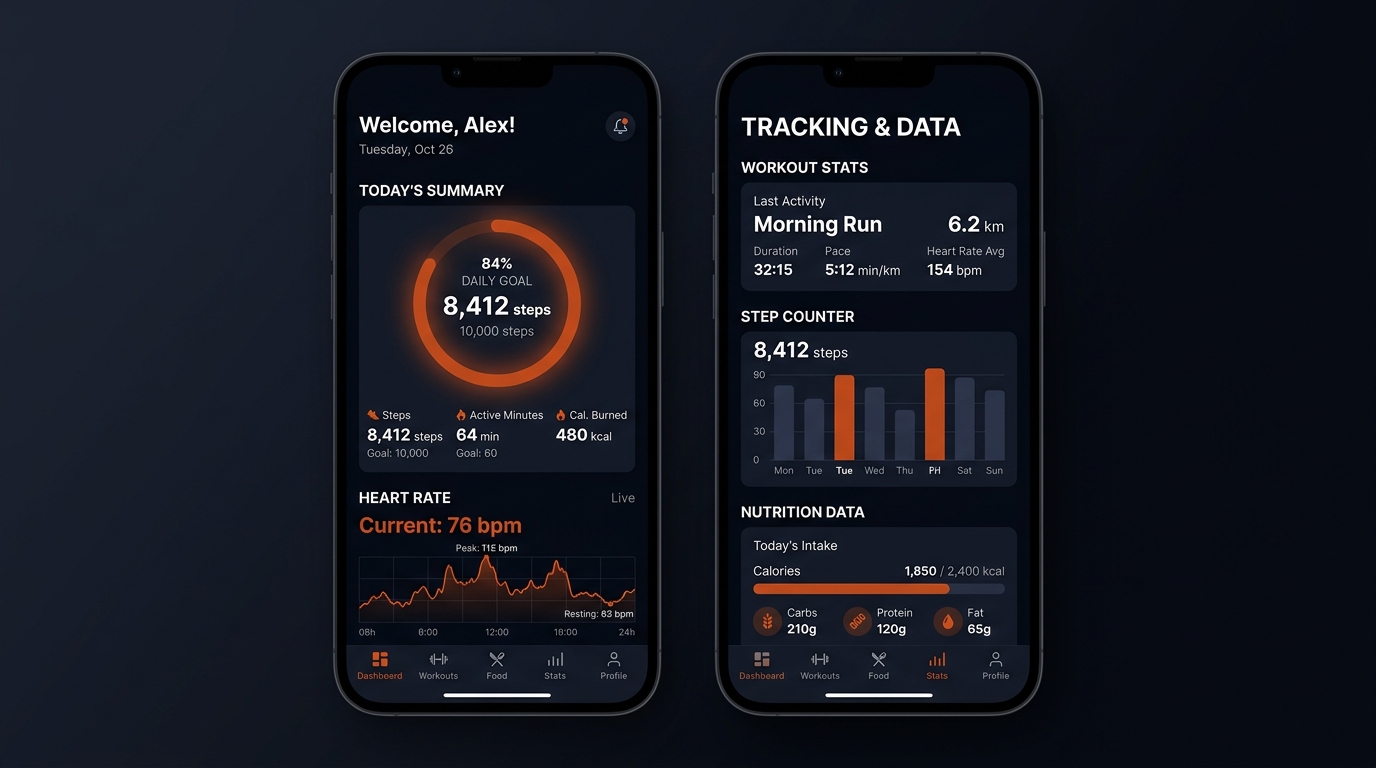 Welcome, Alex!
Tuesday, Oct 26
TODAY'S SUMMARY
84%
DAILY GOAL
8,412 steps
10,000 steps
Steps
8,412 steps
Goal: 10,000
Active Minutes
64 min
Goal: 60
Cal. Burned
480 kcal
HEART RATE
Live
Current: 76 bpm
Peak: bpm
Resting: 63 bpm
08h
12:00
24h
Dashboard
Workouts
Food
Stats
Profile
TRACKING & DATA
WORKOUT STATS
Last Activity
Morning Run
6.2 km
Duration
32:15
Pace
5:12 min/km
Heart Rate Avg
154 bpm
STEP COUNTER
8,412 steps
90
60
30
0
Mon
Tue
Tue
Wed
Thu
Sat
Sun
NUTRITION DATA
Today's Intake
Calories
1,850 / 2,400 kcal
Carbs
210g
Protein
120g
Fat
65g
Dashboard
Workouts
Food
Stats
Profile